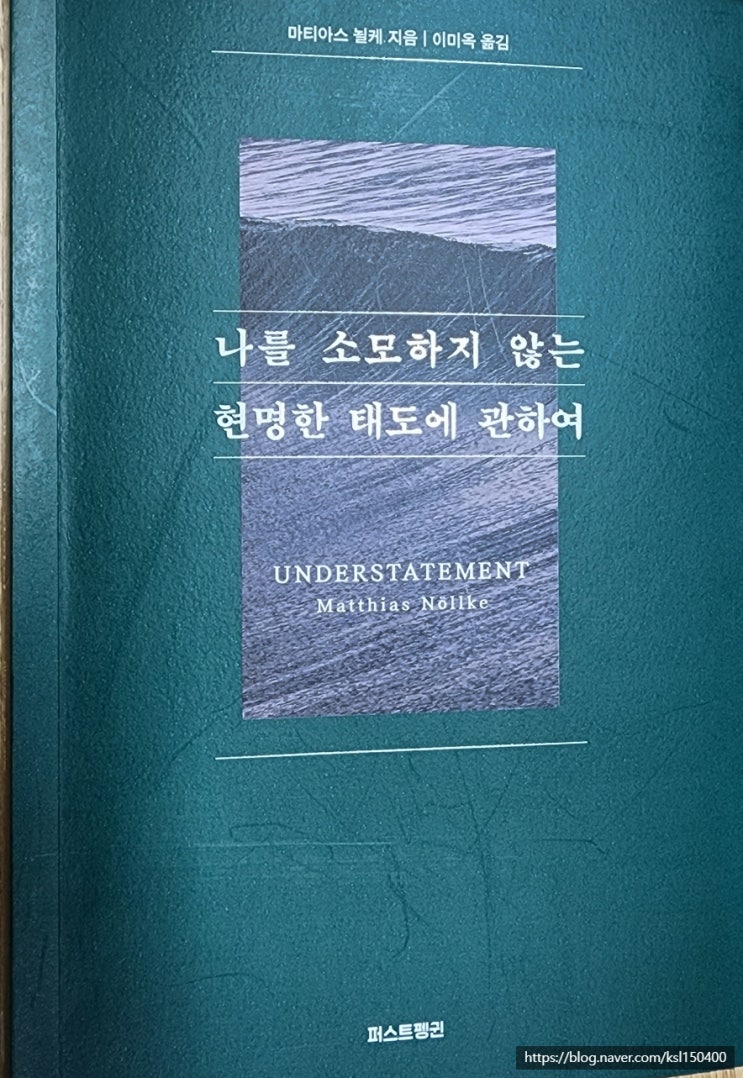 마티아스 뇔케 지음 | 이미옥 옮김
나를 소모하지 않는
현명한 태도에 관하여
UNDERSTATEMENT
Matthias Nöllke
퍼스트펭귄
https://blog.naver.com/ksl150400